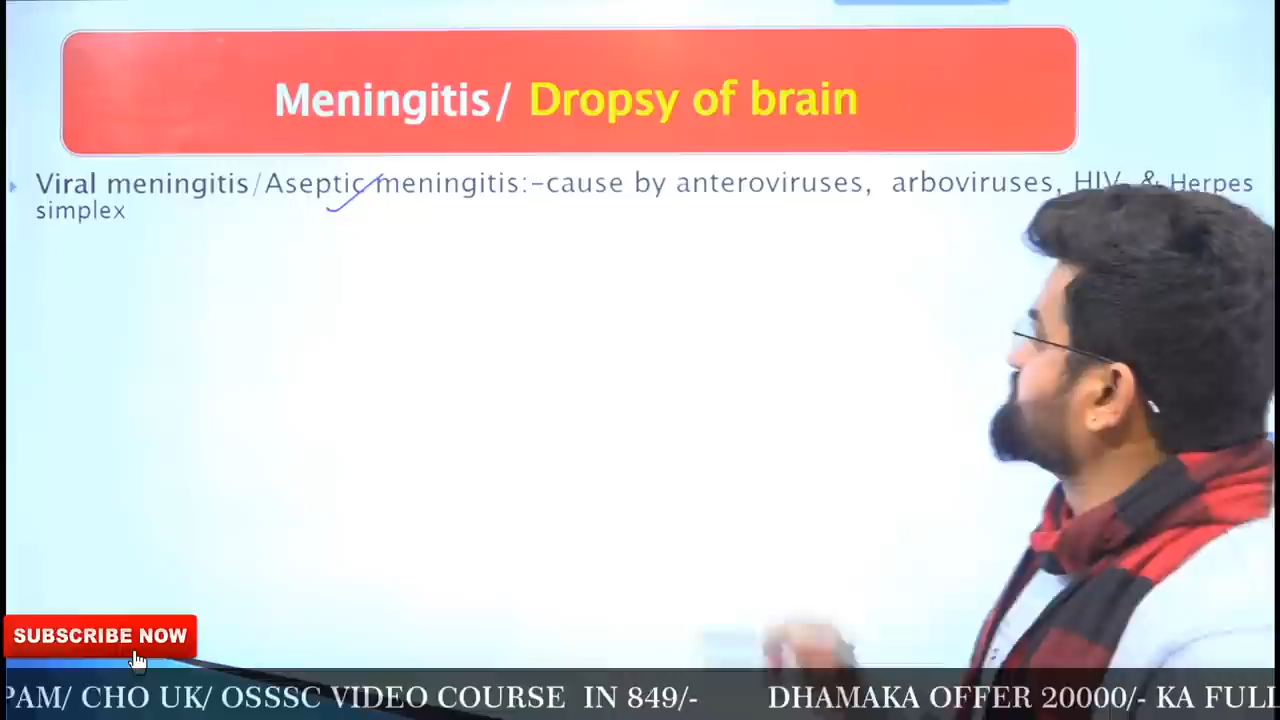 Meningitis/ Dropsy of brain
Viral meningitis/Aseptic meningitis:-cause by anteroviruses, arboviruses, HIV & Herpes
simplex
SUBSCRIBE NOW
PAM/ CHO UK/ OSSSC VIDEO COURSE IN 849/- DHAMAKA OFFER 20000/- KA FULL